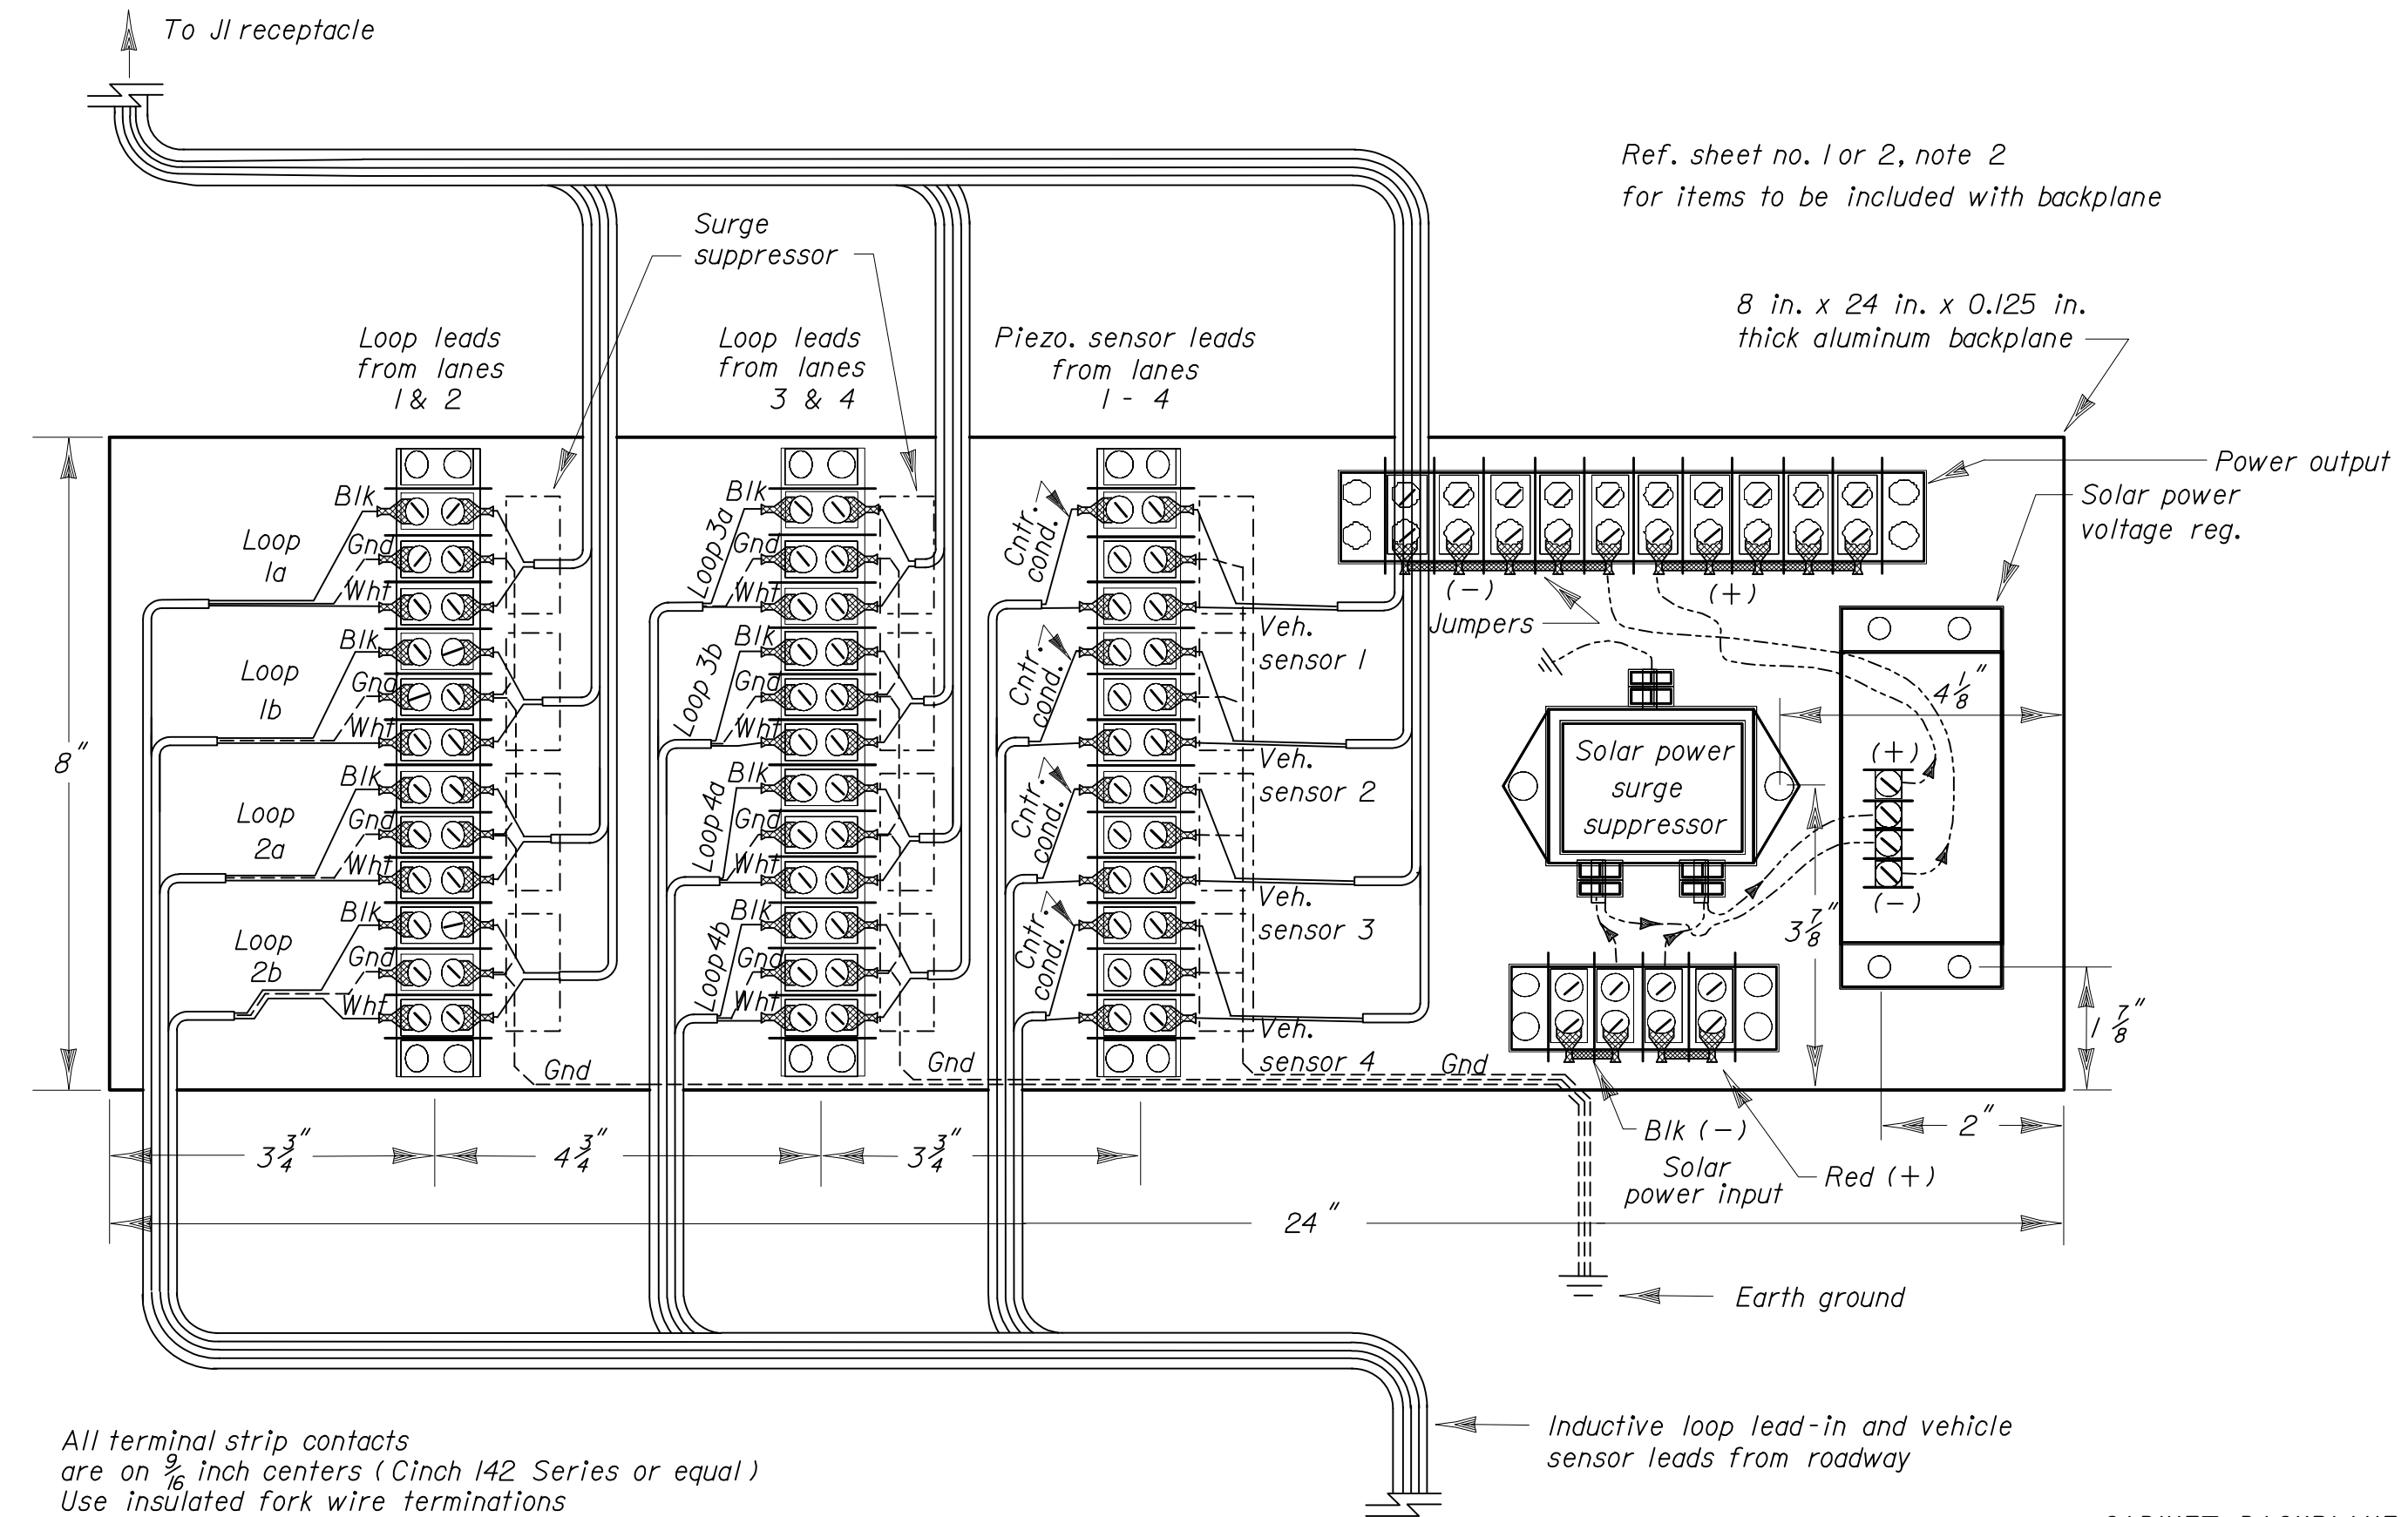 To J1 receptacle
Ref. sheet no. 1 or 2, note 2
for items to be included with backplane
Surge
suppressor
8 in. x 24 in. x 0.125 in.
thick aluminum backplane
Loop leads
from lanes
1 & 2
Loop leads
from lanes
3 & 4
Piezo. sensor leads
from lanes
1 - 4
Power output
Solar power
voltage reg.
8"
Loop
1a
Blk
Gnd
Wht
Loop
1b
Blk
Gnd
Wht
Loop
2a
Blk
Gnd
Wht
Loop
2b
Blk
Gnd
Wht
Loop 3a
Blk
Gnd
Wht
Loop 3b
Blk
Gnd
Wht
Loop 4a
Blk
Gnd
Wht
Loop 4b
Blk
Gnd
Wht
Cntr.
cond.
Cntr.
cond.
Cntr.
cond.
Cntr.
cond.
Veh.
sensor 1
Veh.
sensor 2
Veh.
sensor 3
Veh.
sensor 4
(-)
(+)
Jumpers
4 1/8"
Solar power
surge
suppressor
(+)
(-)
3 7/8"
1 7/8"
Gnd
Gnd
Gnd
3 3/4"
4 3/4"
3 3/4"
2"
Blk (-)
Solar
power input
Red (+)
24"
Earth ground
Inductive loop lead-in and vehicle
sensor leads from roadway
All terminal strip contacts
are on 9/16 inch centers (Cinch 142 Series or equal)
Use insulated fork wire terminations